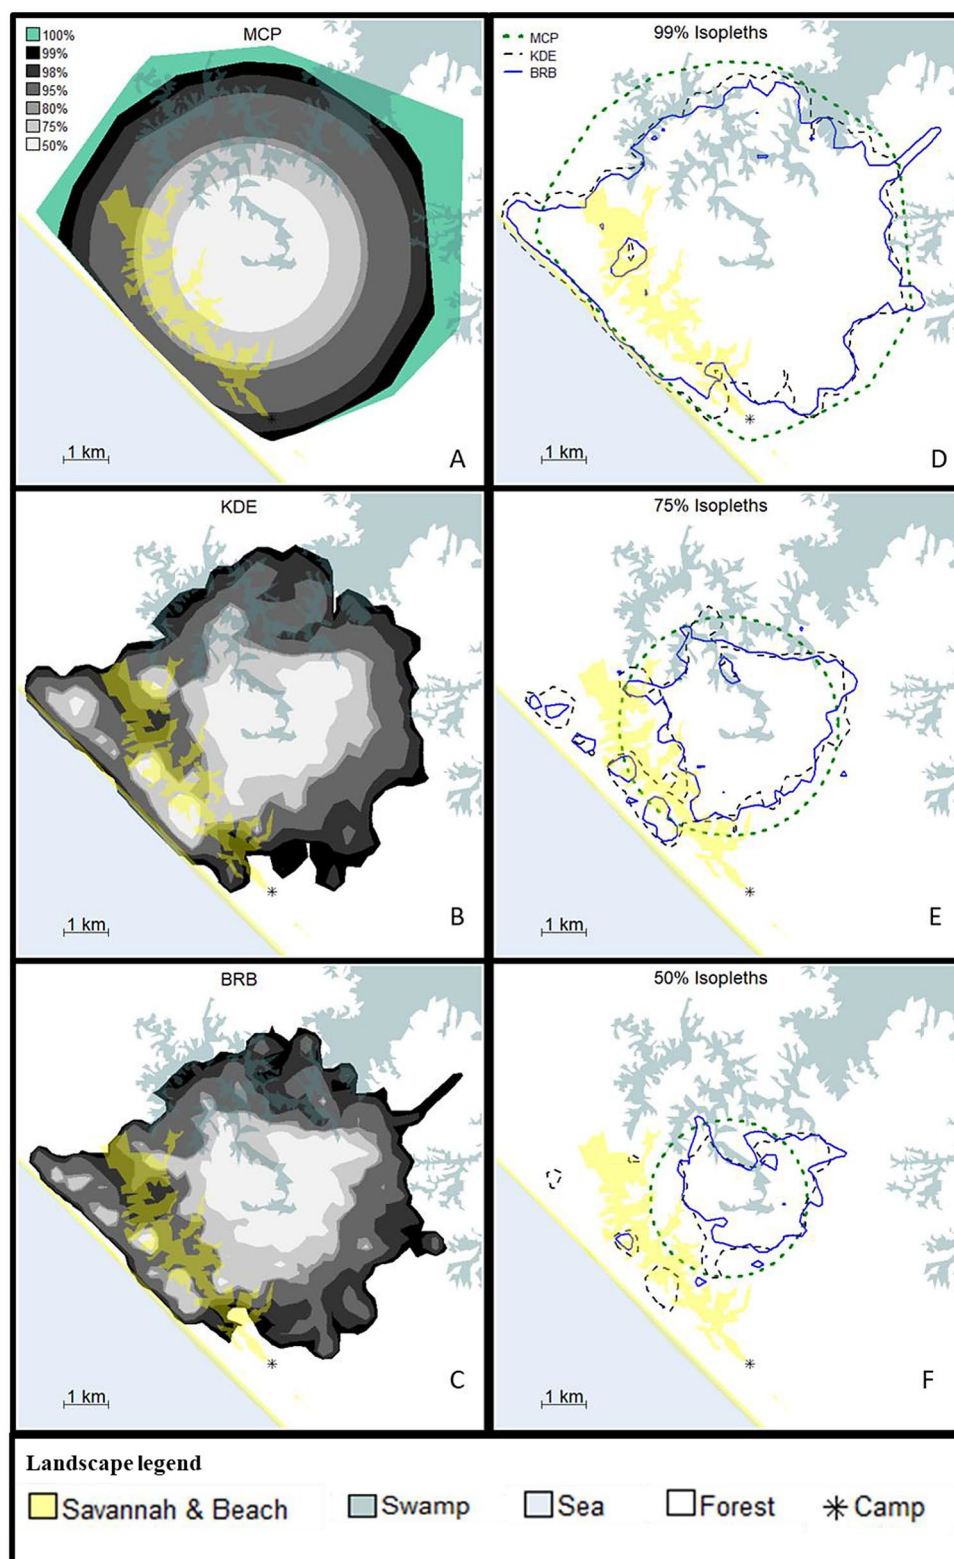 MCP
100%
99%
98%
95%
80%
75%
50%
1 km
A
99% Isopleths
MCP
KDE
BRB
1 km
D
KDE
1 km
B
75% Isopleths
1 km
E
BRB
1 km
C
50% Isopleths
1 km
F
Landscape legend
Savannah & Beach Swamp Sea Forest Camp